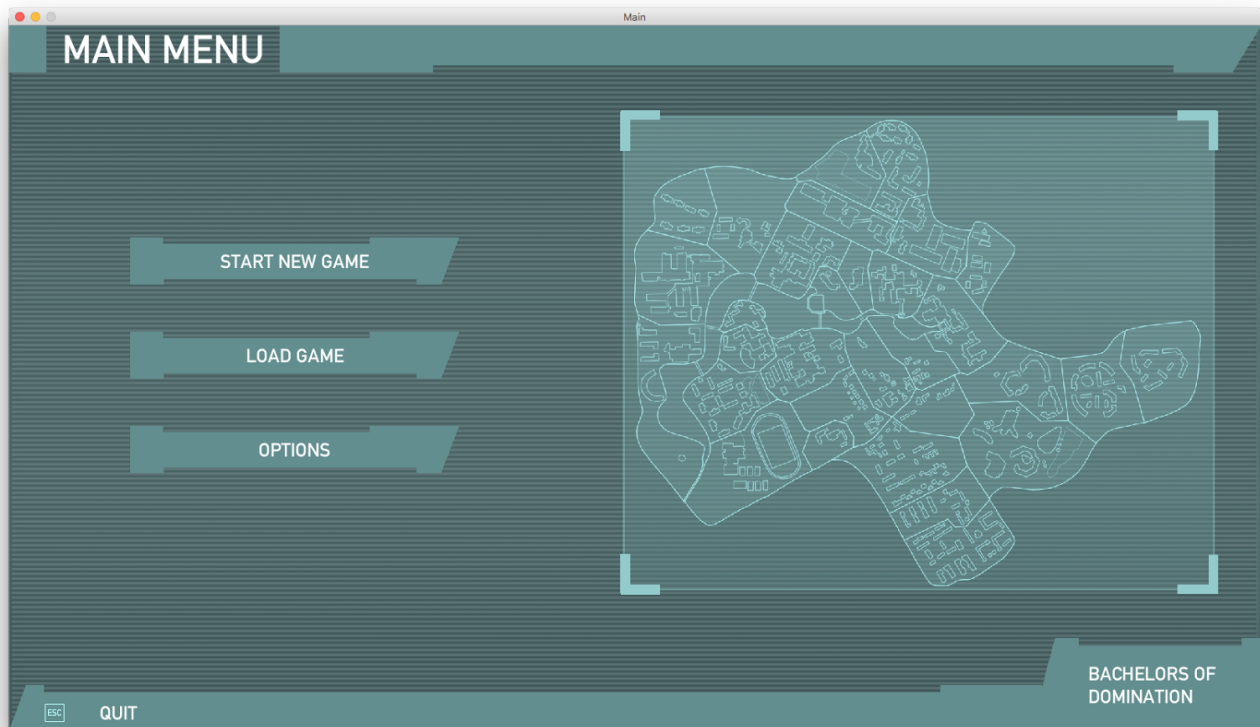 Main
MAIN MENU
START NEW GAME
LOAD GAME
OPTIONS
BACHELORS OF
DOMINATION
ESC QUIT